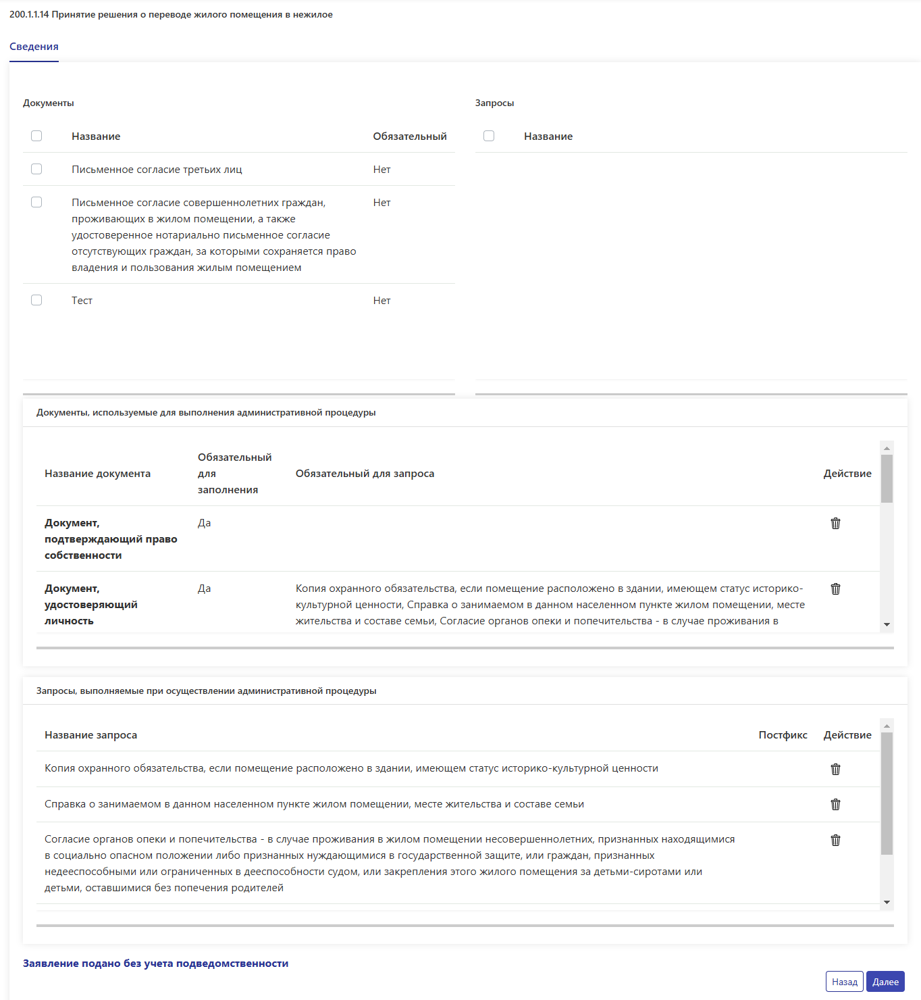 200.1.1.14 Принятие решения о переводе жилого помещения в нежилое
Сведения
Документы
Название
Обязательный
Письменное согласие третьих лиц
Нет
Письменное согласие совершеннолетних граждан,
проживающих в жилом помещении, а также
удостоверенное нотариально письменное согласие
отсутствующих граждан, за которыми сохраняется право
владения и пользования жилым помещением
Нет
Тест
Нет
Запросы
Название
Документы, используемые для выполнения административной процедуры
Название документа
Обязательный
для
заполнения
Обязательный для запроса
Действие
Документ,
подтверждающий право
собственности
Да
Документ,
удостоверяющий
личность
Да
Копия охранного обязательства, если помещение расположено в здании, имеющем статус историко-
культурной ценности, Справка о занимаемом в данном населенном пункте жилом помещении, месте
жительства и составе семьи, Согласие органов опеки и попечительства - в случае проживания в
Запросы, выполняемые при осуществлении административной процедуры
Название запроса
Постфикс
Действие
Копия охранного обязательства, если помещение расположено в здании, имеющем статус историко-культурной ценности
Справка о занимаемом в данном населенном пункте жилом помещении, месте жительства и составе семьи
Согласие органов опеки и попечительства - в случае проживания в жилом помещении несовершеннолетних, признанных находящимися
в социально опасном положении либо признанных нуждающимися в государственной защите, или граждан, признанных
недееспособными или ограниченных в дееспособности судом, или закрепления этого жилого помещения за детьми-сиротами или
детьми, оставшимися без попечения родителей
Заявление подано без учета подведомственности
Назад
Далее